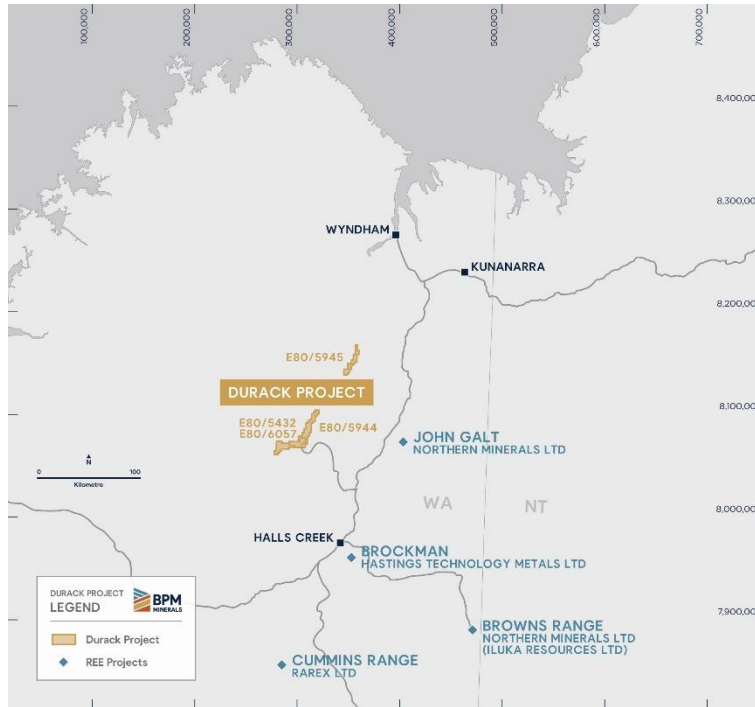 100,000
200,000
300,000
400,000
500,000
600,000
700,000
8,400,00
8,300,00
WYNDHAM
KUNANARRA
8,200,00
E80/5945
DURACK PROJECT
8,100,00
E80/5432
E80/6057
E80/5944
JOHN GALT
NORTHERN MINERALS LTD
N
0 100
Kilometre
WA NT
8,000,00
HALLS CREEK
BROCKMAN
HASTINGS TECHNOLOGY METALS LTD
DURACK PROJECT
LEGEND
BPM
MINERALS
Durack Project
REE Projects
7,900,00
BROWNS RANGE
NORTHERN MINERALS LTD
(ILUKA RESOURCES LTD)
CUMMINS RANGE
RAREX LTD